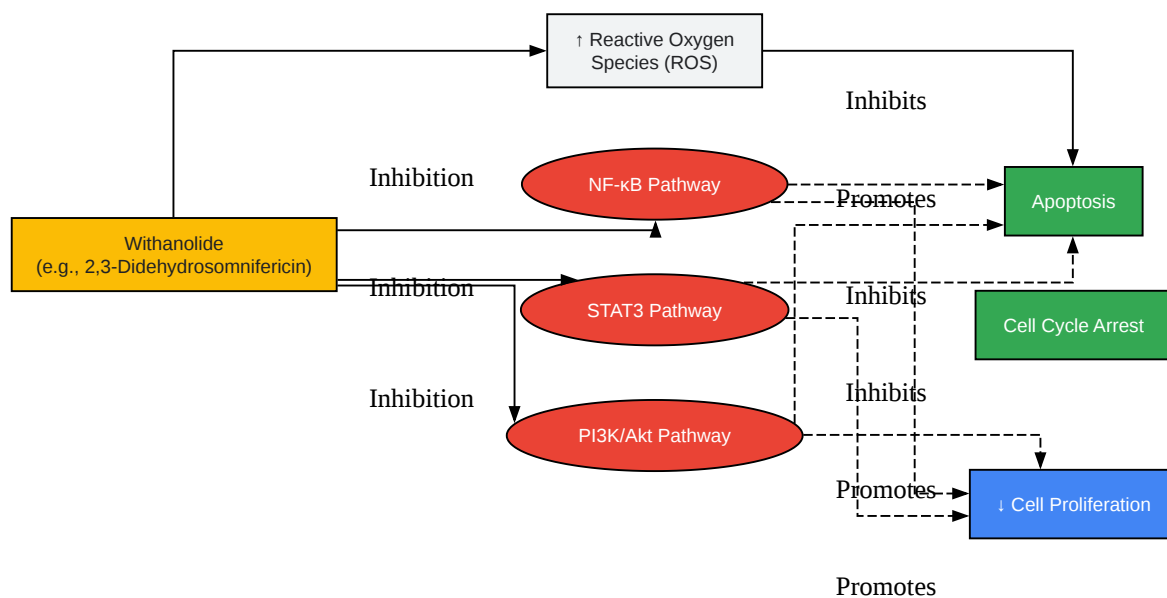 ↑ Reactive Oxygen
Species (ROS)
Inhibits
Inhibition
NF-κB Pathway
Promotes
Apoptosis
Withanolide
(e.g., 2,3-Didehydrosomnifericin)
Inhibition
STAT3 Pathway
Inhibits
Cell Cycle Arrest
Inhibition
Inhibits
PI3K/Akt Pathway
Promotes
↓ Cell Proliferation
Promotes